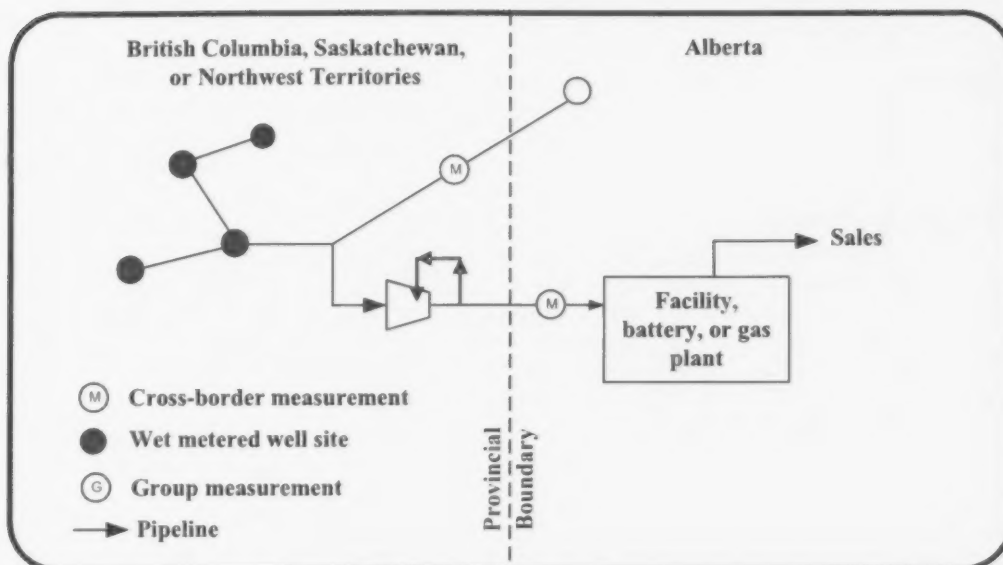 British Columbia, Saskatchewan,
or Northwest Territories
Alberta
M
Sales
M
Facility,
battery, or gas
plant
M Cross-border measurement
Wet metered well site
G Group measurement
Pipeline
Provincial
Boundary